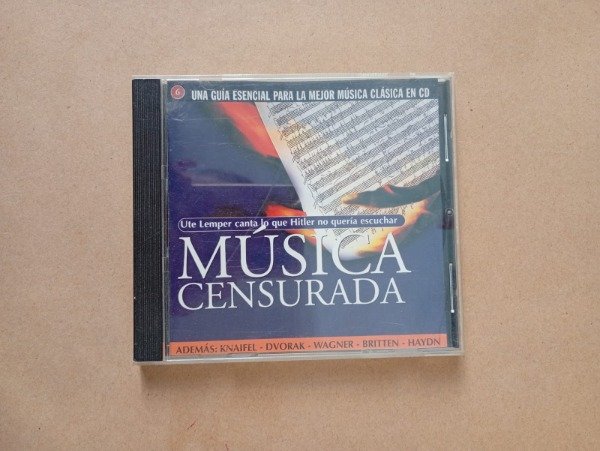 6 UNA GUÍA ESENCIAL PARA LA MEJOR MÚSICA CLÁSICA EN CD
Ute Lemper canta lo que Hitler no quería escuchar
MÚSICA
CENSURADA
ADEMÁS: KNAIFEL · DVORAK · WAGNER · BRITTEN · HAYDN